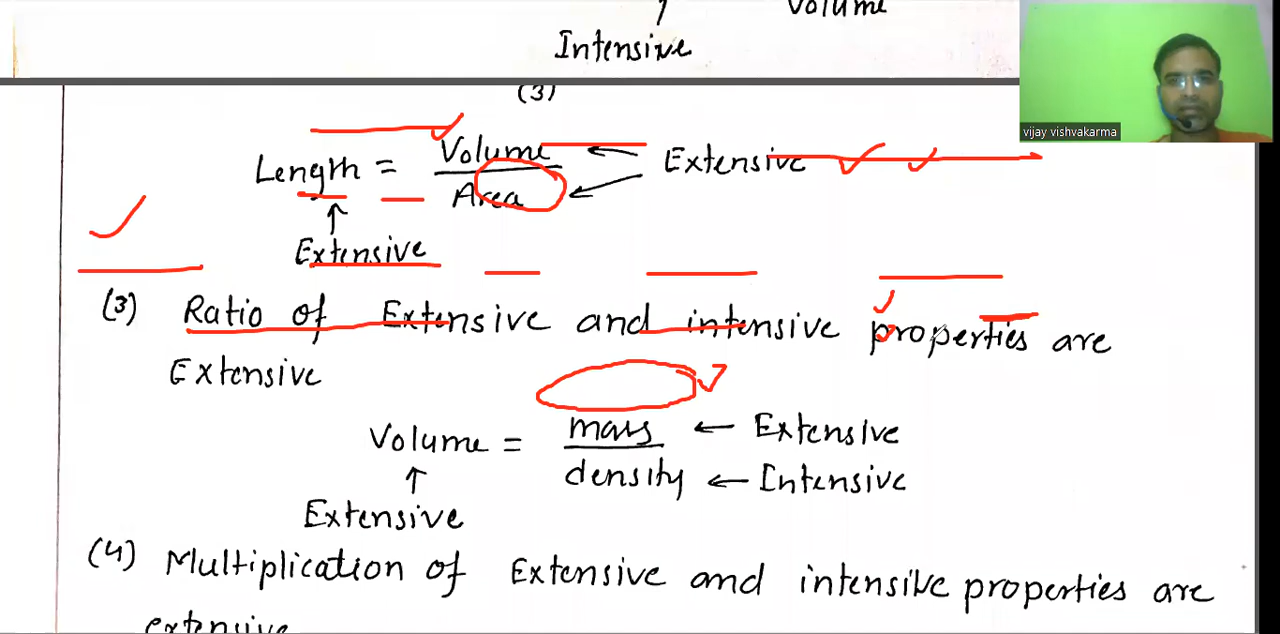 Volume
Intensive
(3)
vijay vishvakarma
Length = Volume / Area ← Extensive
↑
Extensive
(3) Ratio of Extensive and intensive properties are
Extensive
Volume = mass / density
← Extensive
← Intensive
↑
Extensive
(4) Multiplication of Extensive and intensive properties are
extensive